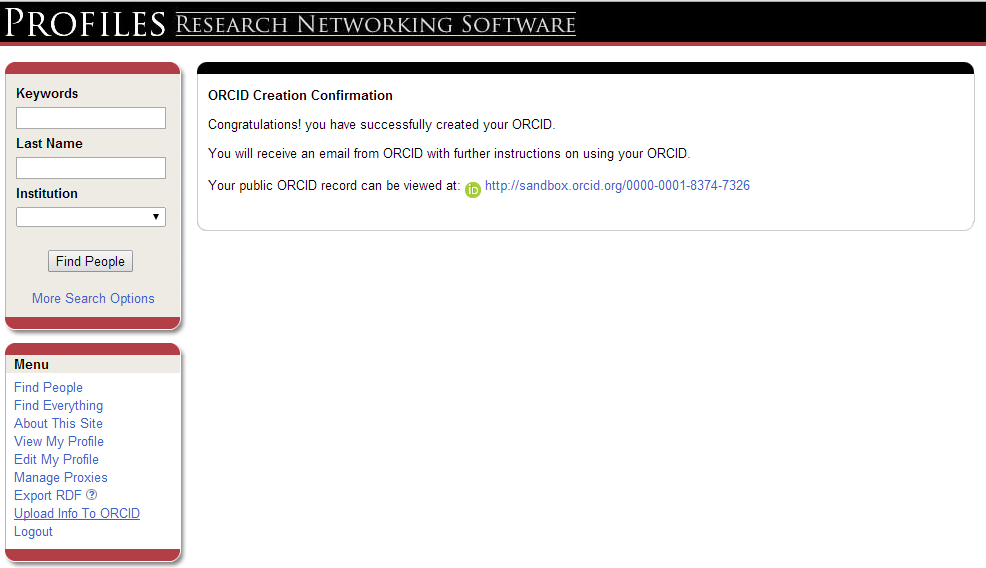 PROFILES RESEARCH NETWORKING SOFTWARE
Keywords
Last Name
Institution
Find People
More Search Options
Menu
Find People
Find Everything
About This Site
View My Profile
Edit My Profile
Manage Proxies
Export RDF ?
Upload Info To ORCID
Logout
ORCID Creation Confirmation
Congratulations! you have successfully created your ORCID.
You will receive an email from ORCID with further instructions on using your ORCID.
Your public ORCID record can be viewed at: iD http://sandbox.orcid.org/0000-0001-8374-7326